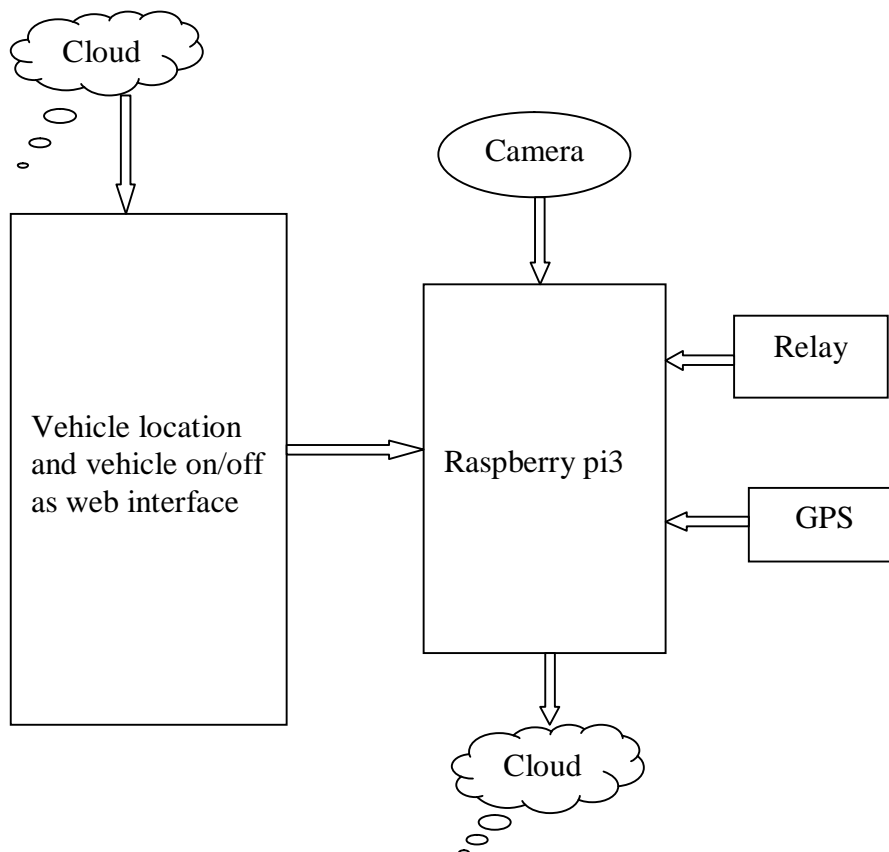 Cloud
Camera
Relay
Vehicle location
and vehicle on/off
as web interface
Raspberry pi3
GPS
Cloud